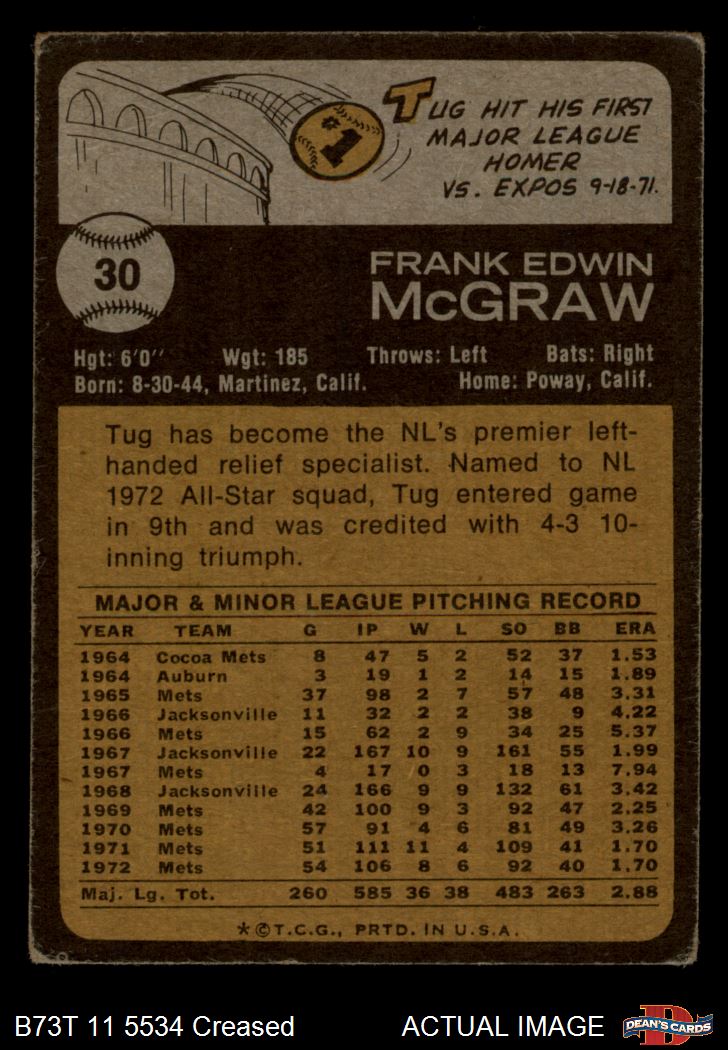 #1
TUG HIT HIS FIRST
MAJOR LEAGUE
HOMER
VS. EXPOS 9-18-71.
30
FRANK EDWIN
McGRAW
Hgt: 6'0" Wgt: 185 Throws: Left Bats: Right
Born: 8-30-44, Martinez, Calif. Home: Poway, Calif.
Tug has become the NL's premier left-
handed relief specialist. Named to NL
1972 All-Star squad, Tug entered game
in 9th and was credited with 4-3 10-
inning triumph.
MAJOR & MINOR LEAGUE PITCHING RECORD
YEAR TEAM G IP W L SO BB ERA
1964 Cocoa Mets 8 47 5 2 52 37 1.53
1964 Auburn 3 19 1 2 14 15 1.89
1965 Mets 37 98 2 7 57 48 3.31
1966 Jacksonville 11 32 2 2 38 9 4.22
1966 Mets 15 62 2 9 34 25 5.37
1967 Jacksonville 22 167 10 9 161 55 1.99
1967 Mets 4 17 0 3 18 13 7.94
1968 Jacksonville 24 166 9 9 132 61 3.42
1969 Mets 42 100 9 3 92 47 2.25
1970 Mets 57 91 4 6 81 49 3.26
1971 Mets 51 111 11 4 109 41 1.70
1972 Mets 54 106 8 6 92 40 1.70
Maj. Lg. Tot. 260 585 36 38 483 263 2.88
*©T.C.G., PRTD. IN U.S.A.
B73T 11 5534 Creased ACTUAL IMAGE
D
DEAN'S CARDS